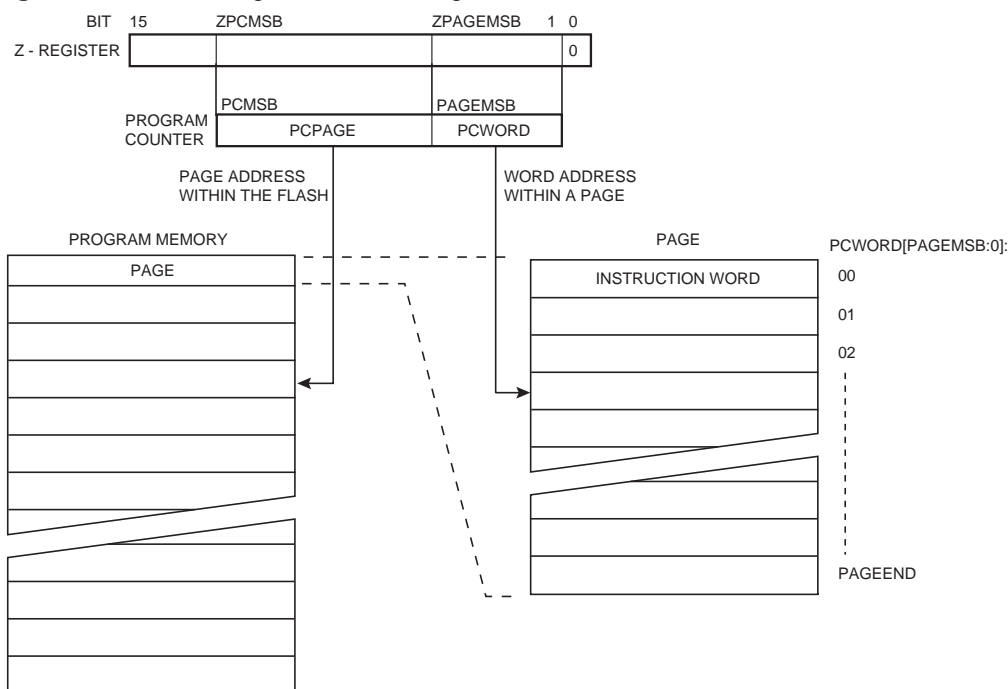 BIT 15 ZPCMSB ZPAGEMSB 1 0
Z - REGISTER 0
PCMSB PAGEMSB
PROGRAM
COUNTER
PCPAGE PCWORD
PAGE ADDRESS
WITHIN THE FLASH
WORD ADDRESS
WITHIN A PAGE
PROGRAM MEMORY
PAGE
PAGE
PCWORD[PAGEMSB:0]:
INSTRUCTION WORD
00
01
02
PAGEEND